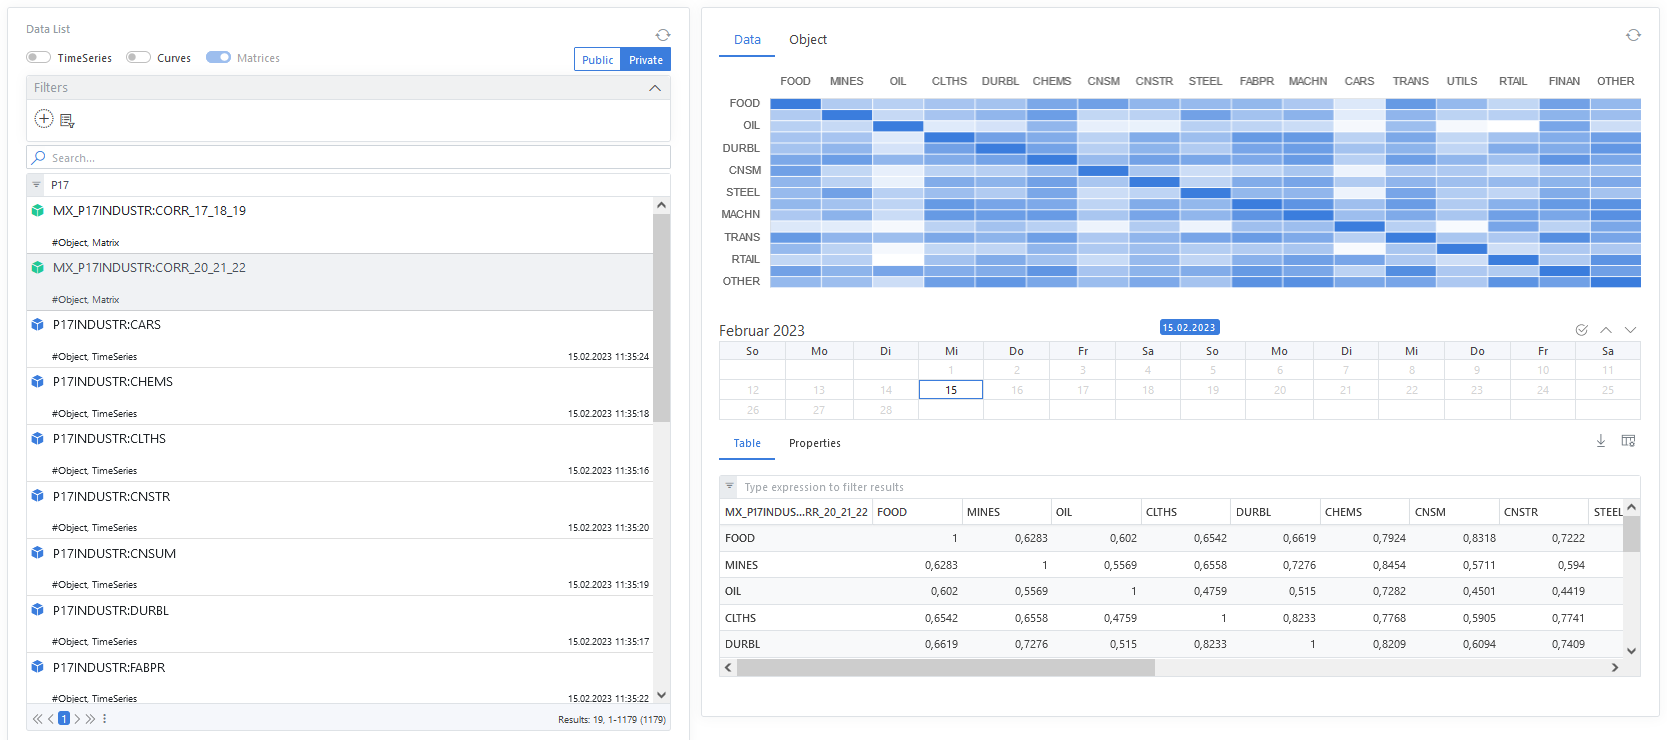 Data List
TimeSeries Curves Matrices
Public Private
Filters
Search...
P17
MX_P17INDUSTR:CORR_17_18_19
#Object, Matrix
MX_P17INDUSTR:CORR_20_21_22
#Object, Matrix
P17INDUSTR:CARS
#Object, TimeSeries 15.02.2023 11:35:24
P17INDUSTR:CHEMS
#Object, TimeSeries 15.02.2023 11:35:18
P17INDUSTR:CLTHS
#Object, TimeSeries 15.02.2023 11:35:16
P17INDUSTR:CNSTR
#Object, TimeSeries 15.02.2023 11:35:20
P17INDUSTR:CNSUM
#Object, TimeSeries 15.02.2023 11:35:19
P17INDUSTR:DURBL
#Object, TimeSeries 15.02.2023 11:35:17
P17INDUSTR:FABPR
#Object, TimeSeries 15.02.2023 11:35:22
1 Results: 19, 1-1179 (1179)
Data Object
FOOD MINES OIL CLTHS DURBL CHEMS CNSM CNSTR STEEL FABPR MACHN CARS TRANS UTILS RTAIL FINAN OTHER
FOOD
OIL
DURBL
CNSM
STEEL
MACHN
TRANS
RTAIL
OTHER
Februar 2023 15.02.2023
So Mo Di Mi Do Fr Sa So Mo Di Mi Do Fr Sa
1 2 3 4 5 6 7 8 9 10 11
12 13 14 15 16 17 18 19 20 21 22 23 24 25
26 27 28
Table Properties
Type expression to filter results
MX_P17INDUS...RR_20_21_22 FOOD MINES OIL CLTHS DURBL CHEMS CNSM CNSTR STEEL
FOOD 1 0,6283 0,602 0,6542 0,6619 0,7924 0,8318 0,7222
MINES 0,6283 1 0,5569 0,6558 0,7276 0,8454 0,5711 0,594
OIL 0,602 0,5569 1 0,4759 0,515 0,7282 0,4501 0,4419
CLTHS 0,6542 0,6558 0,4759 1 0,8233 0,7768 0,5905 0,7741
DURBL 0,6619 0,7276 0,515 0,8233 1 0,8209 0,6094 0,7409